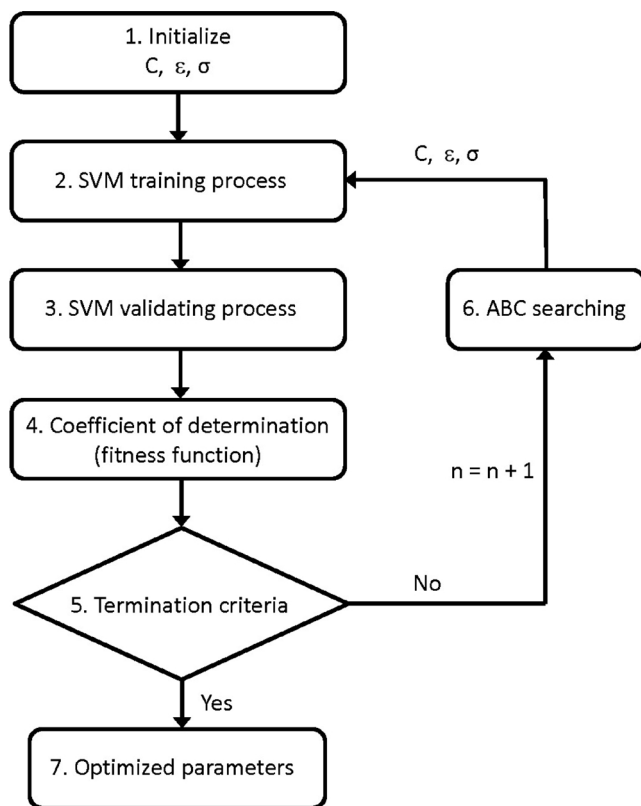 1. Initialize
C, ε, σ
2. SVM training process
C, ε, σ
3. SVM validating process
6. ABC searching
4. Coefficient of determination
(fitness function)
n = n + 1
5. Termination criteria
No
Yes
7. Optimized parameters